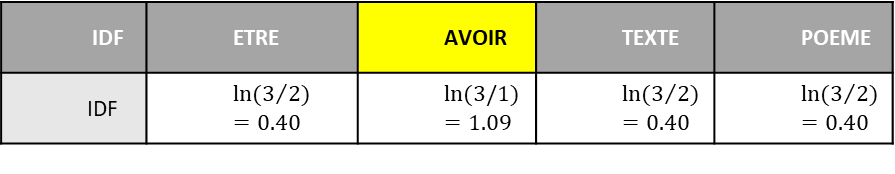 IDF ETRE AVOIR TEXTE POEME
IDF ln(3/2) ln(3/1) ln(3/2) ln(3/2)
= 0.40 = 1.09 = 0.40 = 0.40